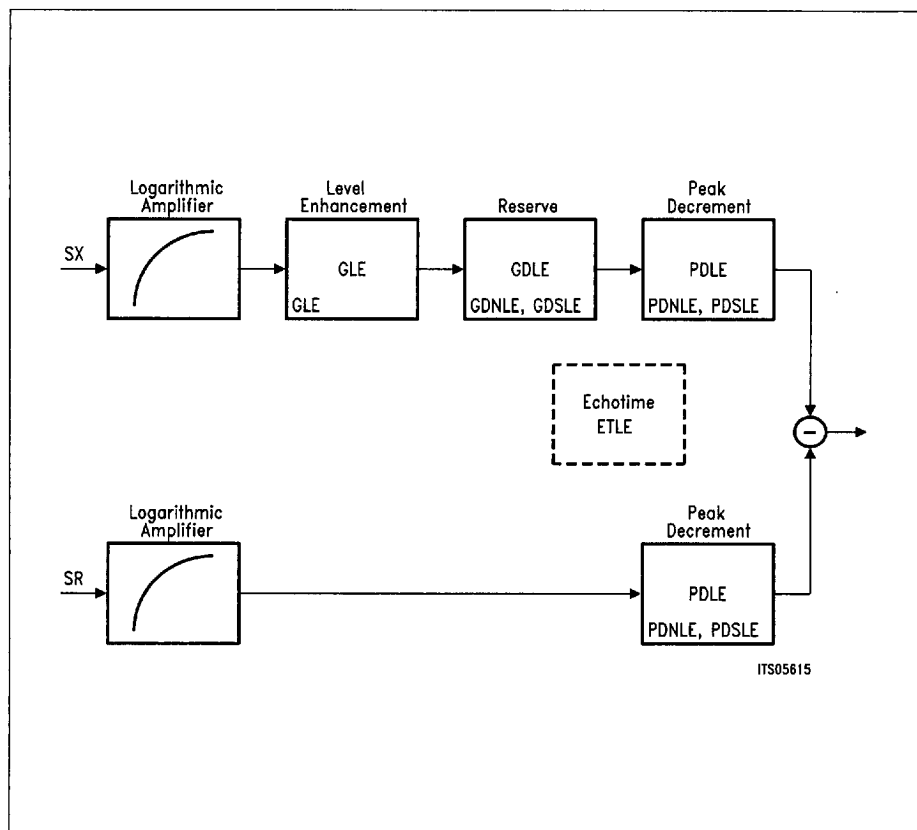 Logarithmic
Amplifier
Level
Enhancement
Reserve
Peak
Decrement
SX
GLE
GLE
GDLE
GDNLE, GDSLE
PDLE
PDNLE, PDSLE
Echotime
ETLE
−
Logarithmic
Amplifier
Peak
Decrement
SR
PDLE
PDNLE, PDSLE
ITS05615